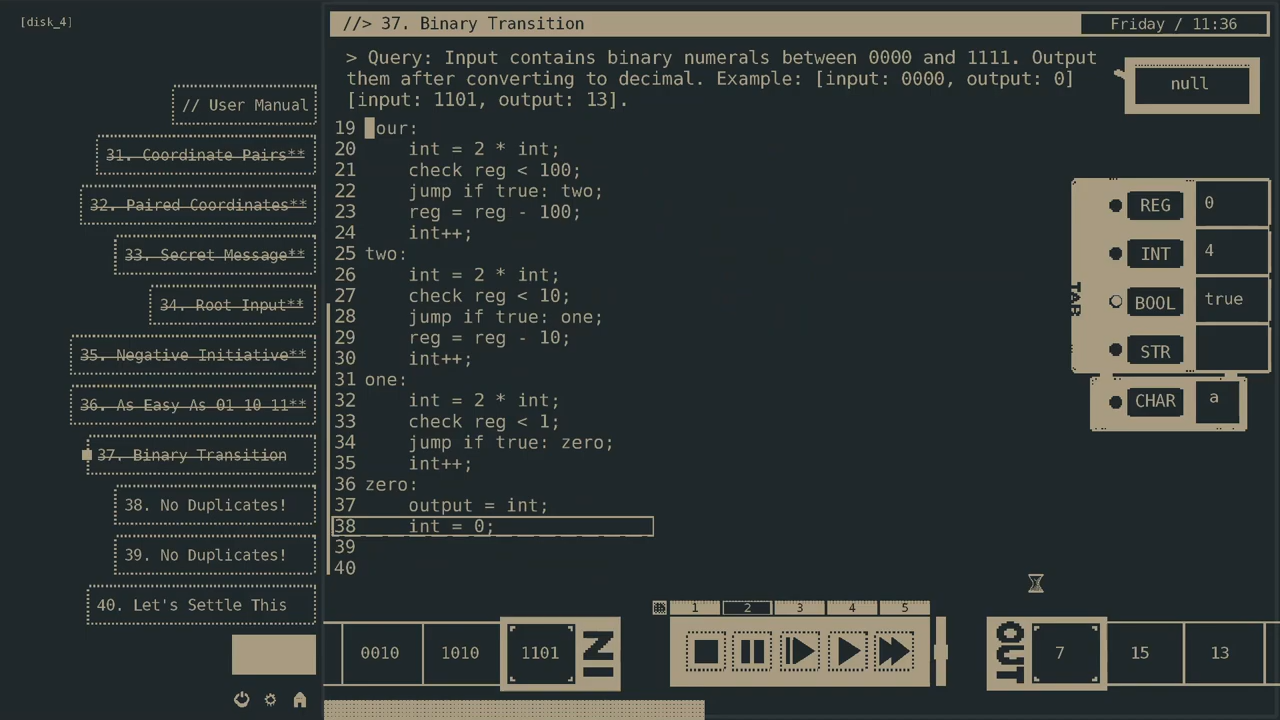 [disk_4]
// User Manual
31. Coordinate Pairs**
32. Paired Coordinates**
33. Secret Message**
34. Root Input**
35. Negative Initiative**
36. As Easy As 01 10 11**
37. Binary Transition
38. No Duplicates!
39. No Duplicates!
40. Let's Settle This
//> 37. Binary Transition
Friday / 11:36
> Query: Input contains binary numerals between 0000 and 1111. Output
them after converting to decimal. Example: [input: 0000, output: 0]
[input: 1101, output: 13].
null
19 our:
20 int = 2 * int;
21 check reg < 100;
22 jump if true: two;
23 reg = reg - 100;
24 int++;
25 two:
26 int = 2 * int;
27 check reg < 10;
28 jump if true: one;
29 reg = reg - 10;
30 int++;
31 one:
32 int = 2 * int;
33 check reg < 1;
34 jump if true: zero;
35 int++;
36 zero:
37 output = int;
38 int = 0;
39
40
TAB
REG 0
INT 4
BOOL true
STR
CHAR a
0010 1010 1101 IN
1 2 3 4 5
OUT 7 15 13